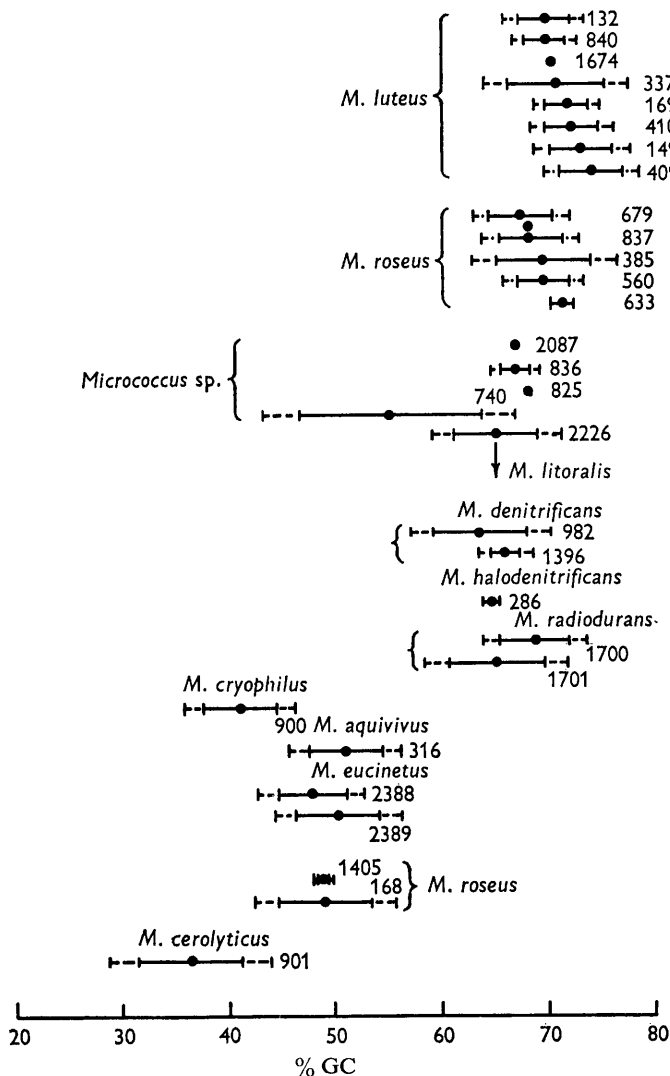 132
840
1674
M. luteus
337
169
410
149
409
679
837
M. roseus
385
560
633
2087
Micrococcus sp.
836
740
825
2226
M. litoralis
M. denitrificans
982
1396
M. halodenitrificans
286
M. radiodurans
1700
1701
M. cryophilus
900
M. aquivivus
316
M. eucinetus
2388
2389
1405
168
M. roseus
M. cerolyticus
901
20 30 40 50 60 70 80
% GC